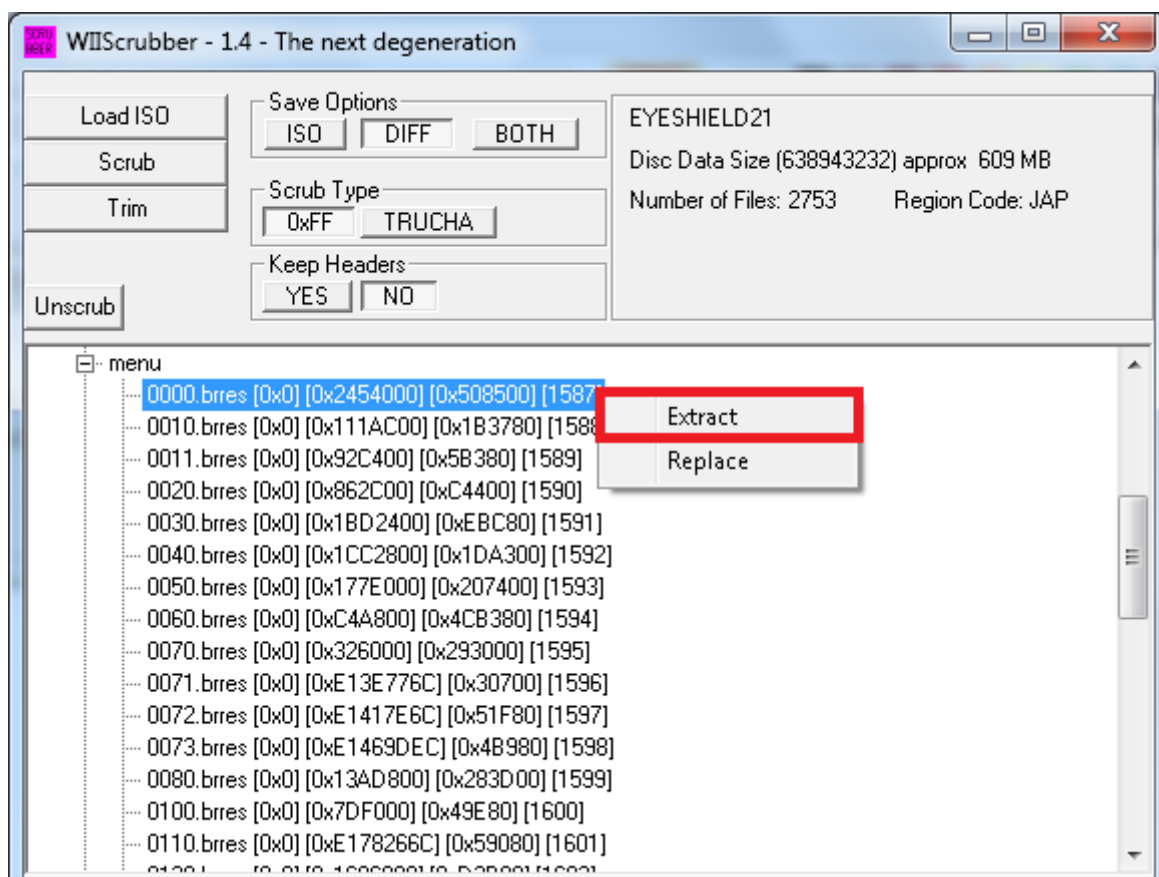 SCRU
BBER
WIIScrubber - 1.4 - The next degeneration
Load ISO
Scrub
Trim
Unscrub
Save Options
ISO
DIFF
BOTH
Scrub Type
0xFF
TRUCHA
Keep Headers
YES
NO
EYESHIELD21
Disc Data Size (638943232) approx 609 MB
Number of Files: 2753 Region Code: JAP
menu
0000.brres [0x0] [0x2454000] [0x508500] [1587]
0010.brres [0x0] [0x111AC00] [0x1B3780] [1588
0011.brres [0x0] [0x92C400] [0x5B380] [1589]
0020.brres [0x0] [0x862C00] [0xC4400] [1590]
0030.brres [0x0] [0x1BD2400] [0xEBC80] [1591]
0040.brres [0x0] [0x1CC2800] [0x1DA300] [1592]
0050.brres [0x0] [0x177E000] [0x207400] [1593]
0060.brres [0x0] [0xC4A800] [0x4CB380] [1594]
0070.brres [0x0] [0x326000] [0x293000] [1595]
0071.brres [0x0] [0xE13E776C] [0x30700] [1596]
0072.brres [0x0] [0xE1417E6C] [0x51F80] [1597]
0073.brres [0x0] [0xE1469DEC] [0x4B980] [1598]
0080.brres [0x0] [0x13AD800] [0x283D00] [1599]
0100.brres [0x0] [0x7DF000] [0x49E80] [1600]
0110.brres [0x0] [0xE178266C] [0x59080] [1601]
Extract
Replace